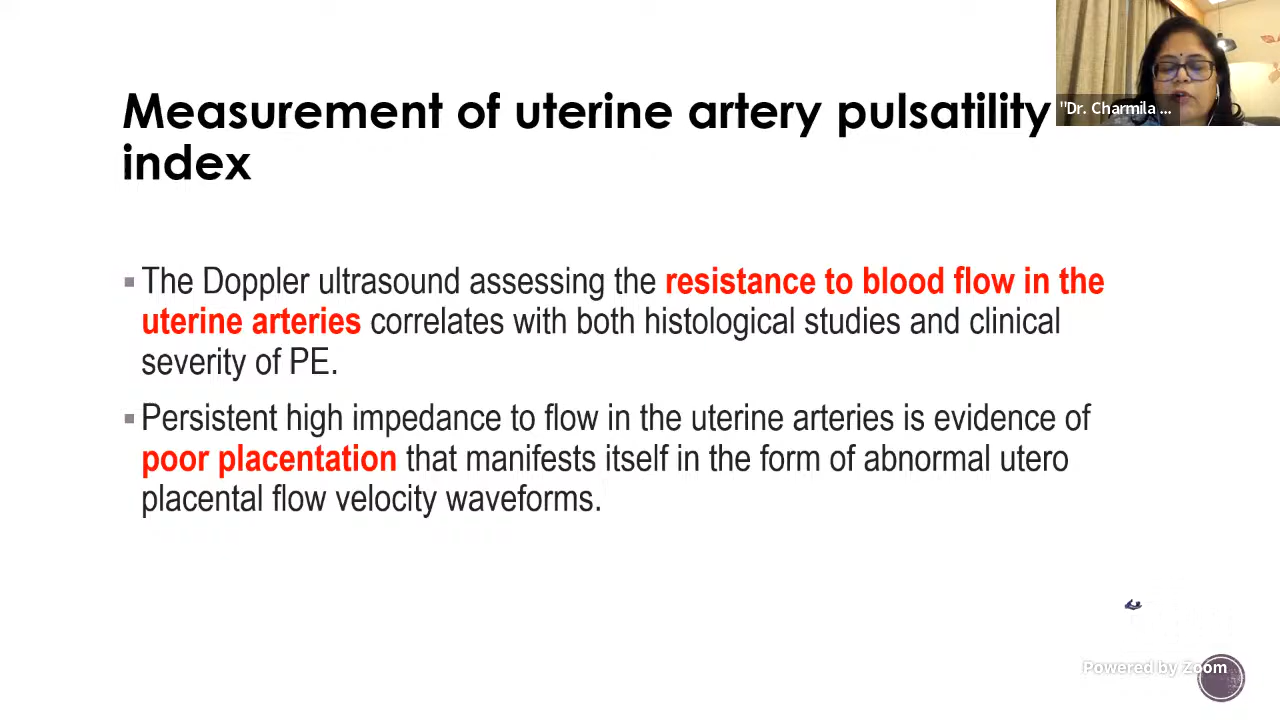 "Dr. Charmila ...
Measurement of uterine artery pulsatility
index
The Doppler ultrasound assessing the resistance to blood flow in the
uterine arteries correlates with both histological studies and clinical
severity of PE.
Persistent high impedance to flow in the uterine arteries is evidence of
poor placentation that manifests itself in the form of abnormal utero
placental flow velocity waveforms.
Powered by Zoom